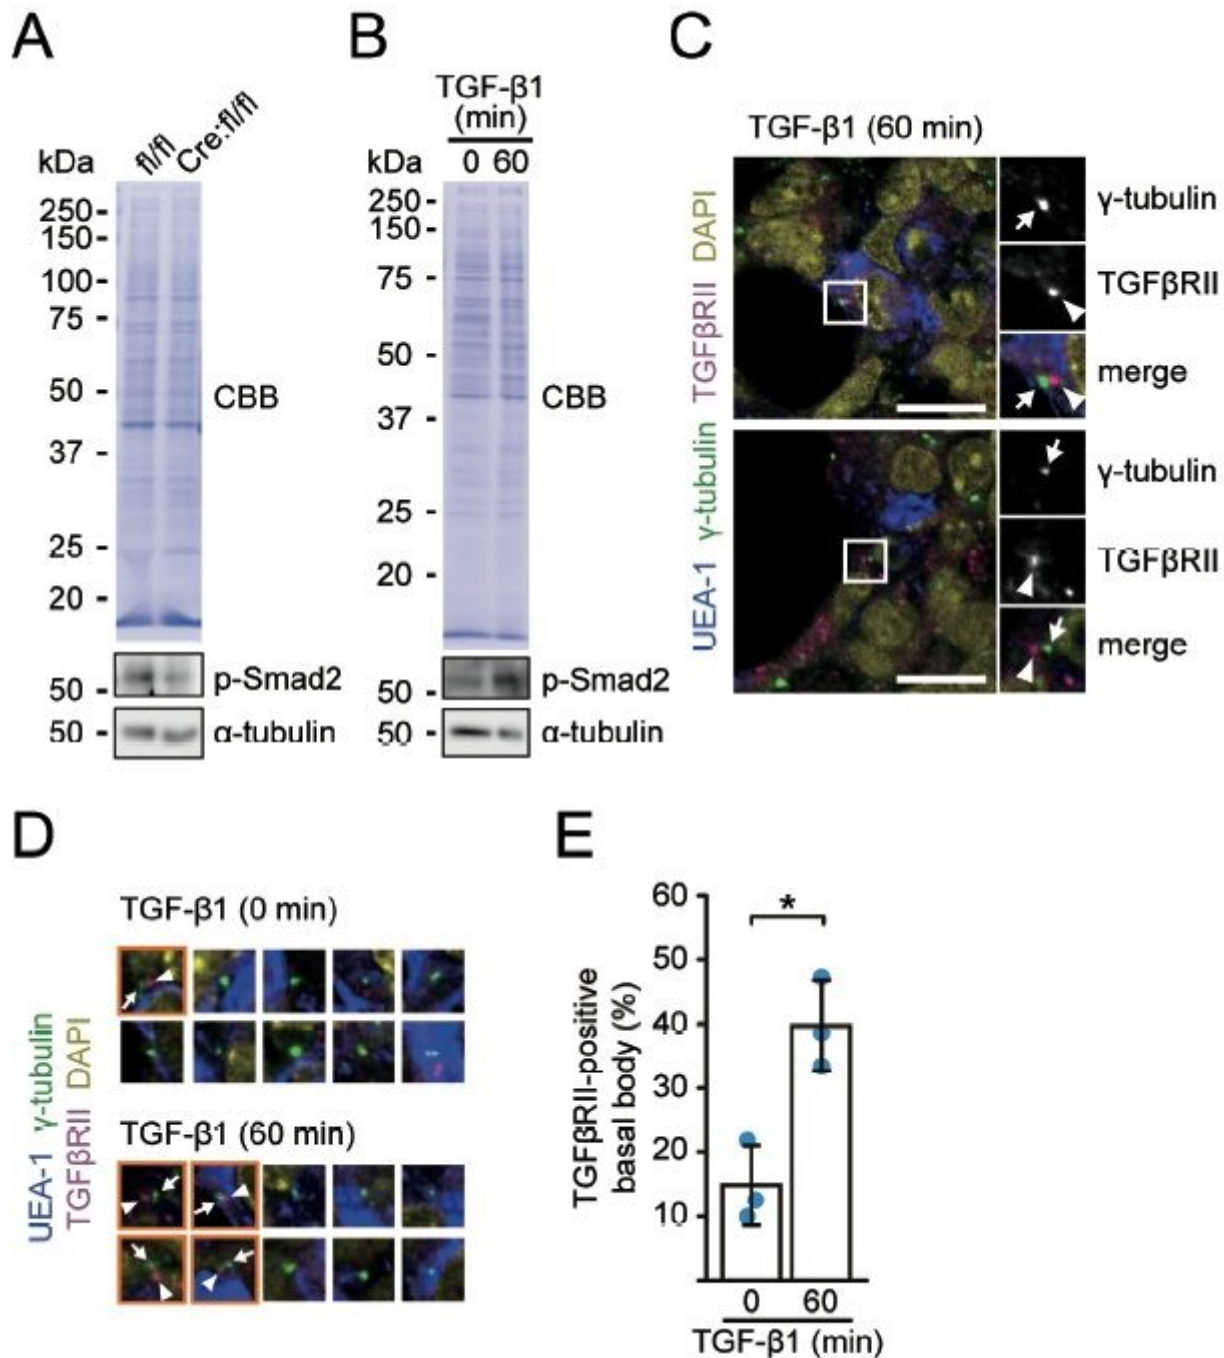 A
fl/fl Cre:fl/fl
kDa
250 -
150 -
100 -
75 -
50 -
37 -
25 -
20 -
CBB
50 - p-Smad2
50 - α-tubulin
B
TGF-β1
(min)
kDa 0 60
250 -
150 -
75 -
50 -
37 -
25 -
20 -
CBB
p-Smad2
50 -
50 - α-tubulin
C
TGF-β1 (60 min)
UEA-1 γ-tubulin TGFβRII DAPI
γ-tubulin
TGFβRII
merge
γ-tubulin
TGFβRII
merge
D
TGF-β1 (0 min)
UEA-1 γ-tubulin
TGFβRII DAPI
TGF-β1 (60 min)
E
TGFβRII-positive
basal body (%)
60
50
40
30
20
10
*
0 60
TGF-β1 (min)